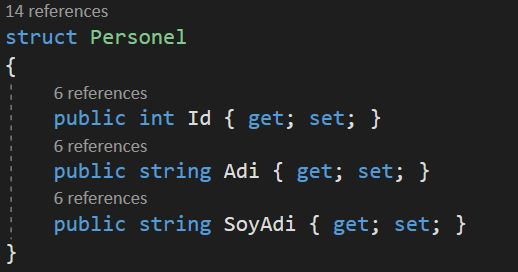 14 references
struct Personel
{
6 references
public int Id { get; set; }
6 references
public string Adi { get; set; }
6 references
public string SoyAdi { get; set; }
}